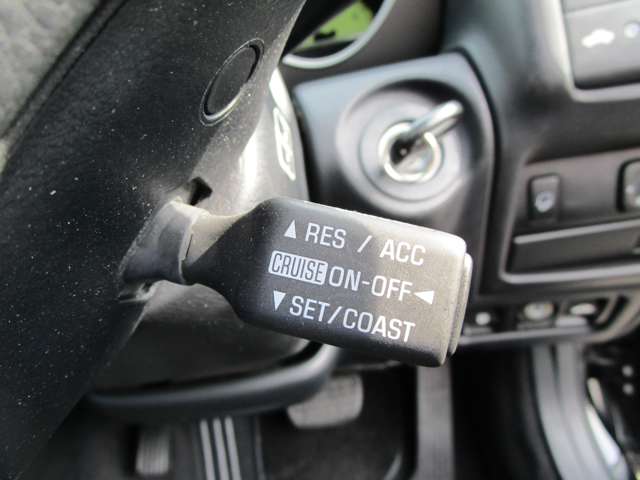 ▲ RES / ACC
CRUISE ON-OFF ◄
▼ SET/COAST